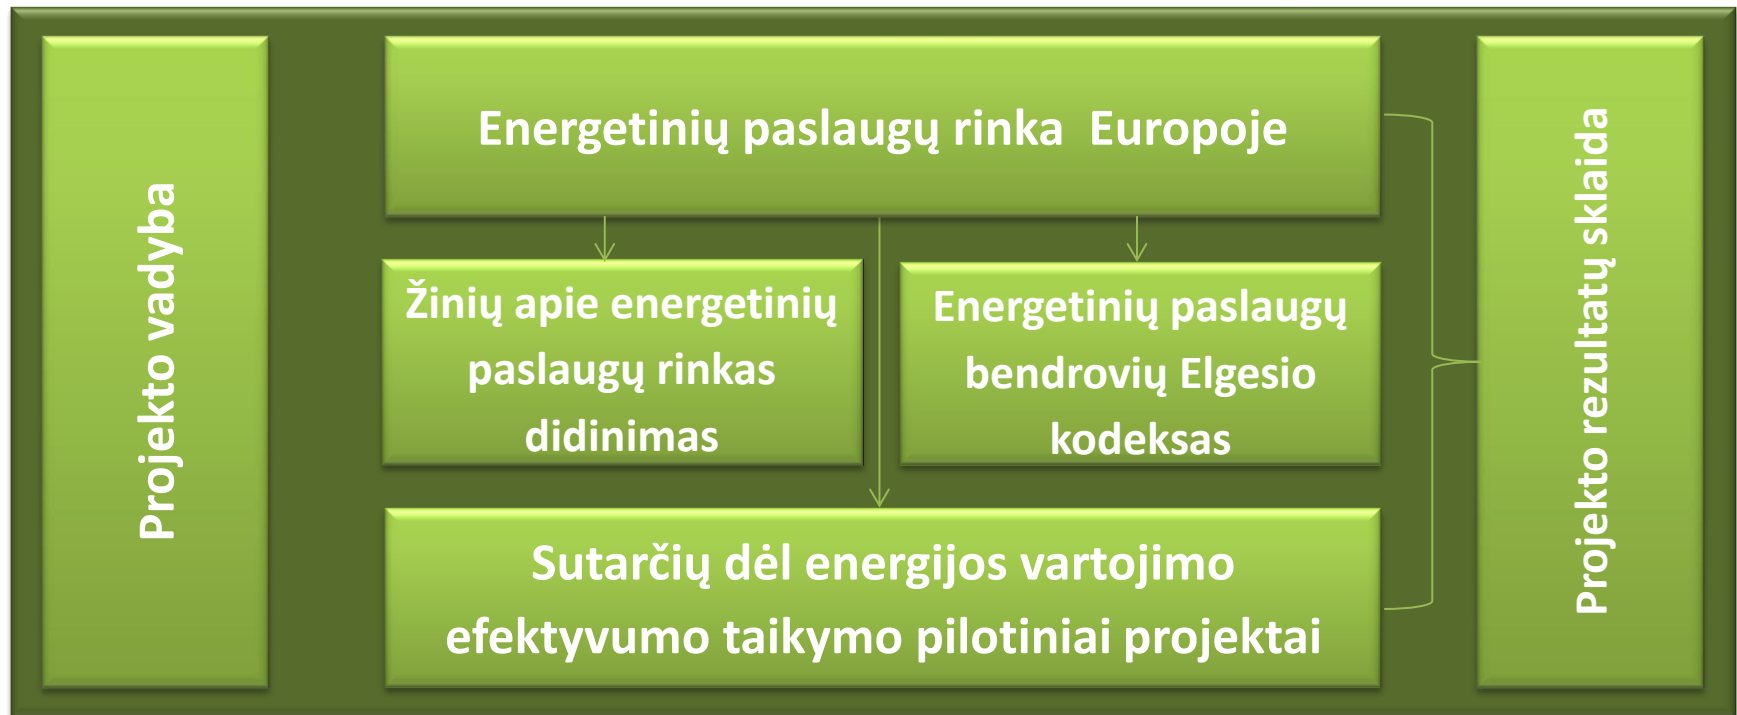 Projekto vadyba
Energetinių paslaugų rinka Europoje
Žinių apie energetinių
paslaugų rinkas
didinimas
Energetinių paslaugų
bendrovių Elgesio
kodeksas
Sutarčių dėl energijos vartojimo
efektyvumo taikymo pilotiniai projektai
Projekto rezultatų sklaida